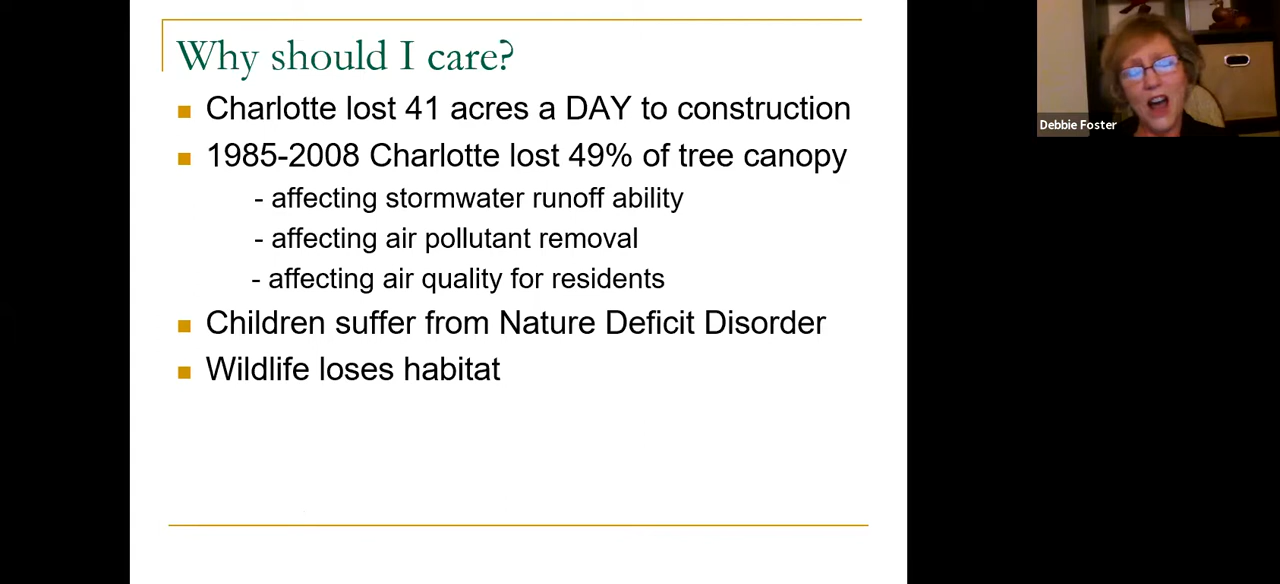 Why should I care?
Charlotte lost 41 acres a DAY to construction
1985-2008 Charlotte lost 49% of tree canopy
- affecting stormwater runoff ability
- affecting air pollutant removal
- affecting air quality for residents
Children suffer from Nature Deficit Disorder
Wildlife loses habitat
Debbie Foster